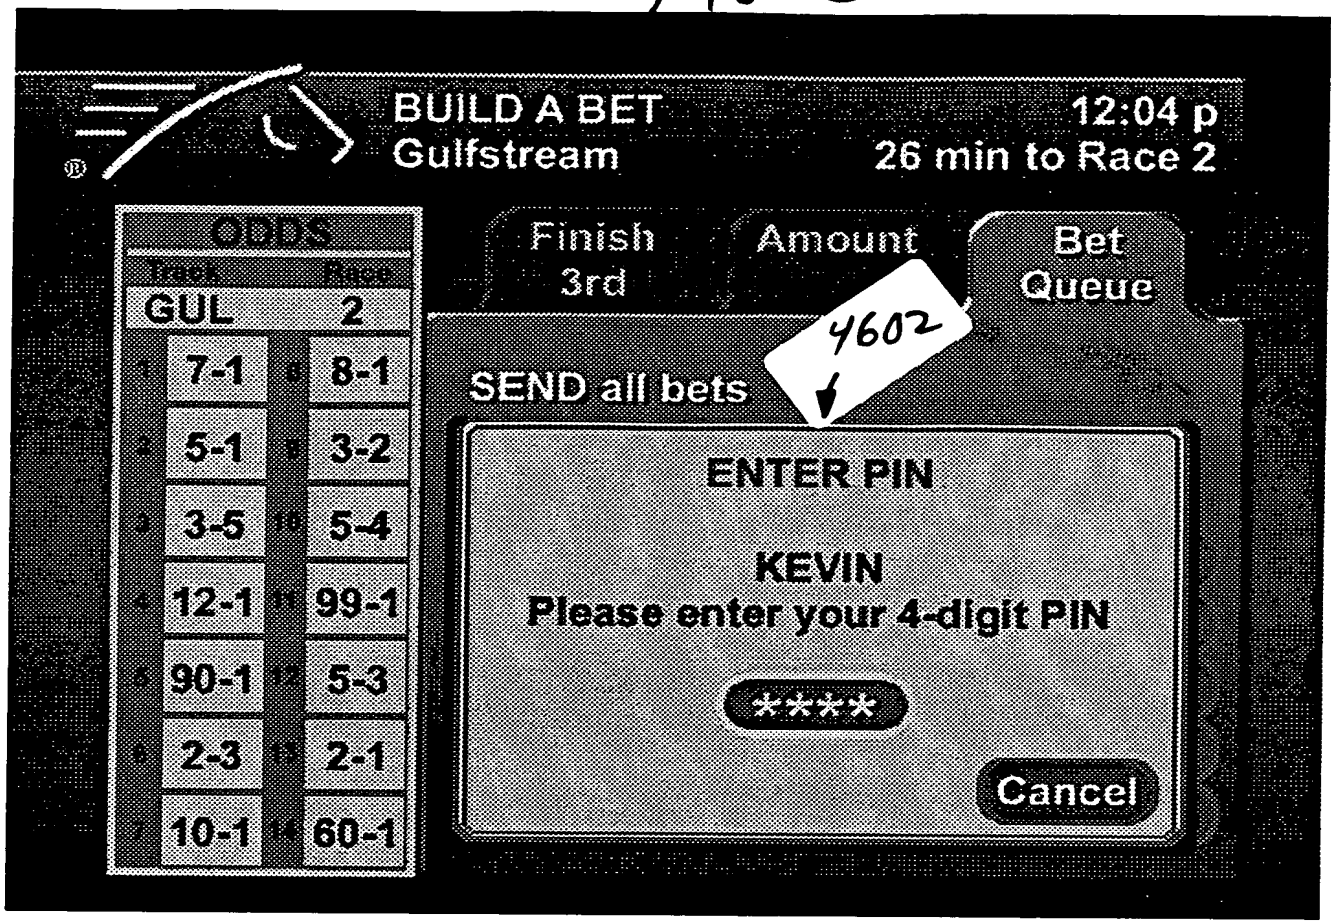 BUILD A BET
Gulfstream
12:04 p
26 min to Race 2
®
ODDS
Track Race
GUL 2
1 7-1 8 8-1
2 5-1 9 3-2
3 3-5 10 5-4
4 12-1 11 99-1
5 90-1 12 5-3
6 2-3 13 2-1
7 10-1 14 60-1
Finish
3rd
Amount
Bet
Queue
4602
SEND all bets
ENTER PIN
KEVIN
Please enter your 4-digit PIN
****
Cancel